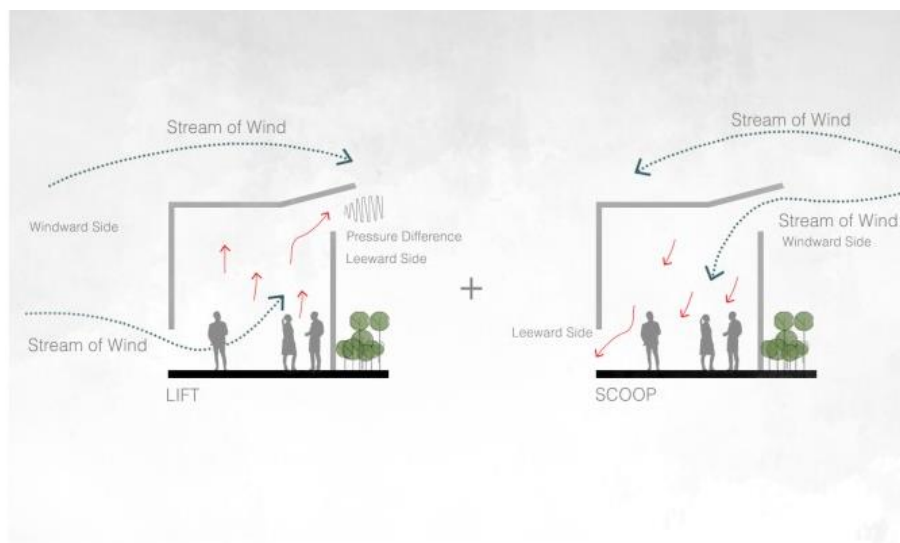 Stream of Wind
Windward Side
Pressure Difference
Leeward Side
Stream of Wind
LIFT
+
Stream of Wind
Stream of Wind
Windward Side
Leeward Side
SCOOP